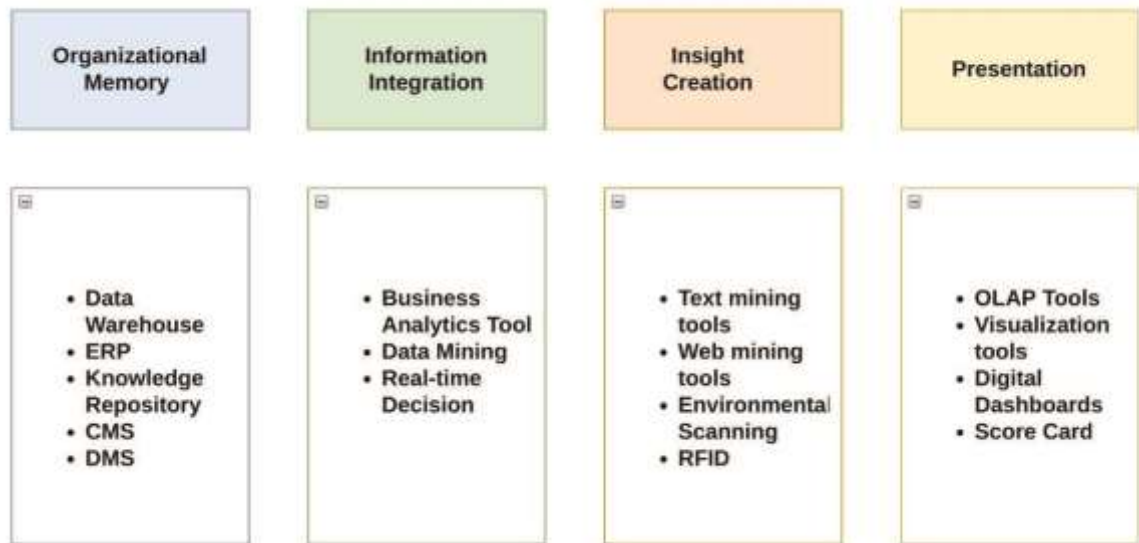 Organizational
Memory
Information
Integration
Insight
Creation
Presentation
• Data
Warehouse
• ERP
• Knowledge
Repository
• CMS
• DMS
• Business
Analytics Tool
• Data Mining
• Real-time
Decision
• Text mining
tools
• Web mining
tools
• Environmental
Scanning
• RFID
• OLAP Tools
• Visualization
tools
• Digital
Dashboards
• Score Card